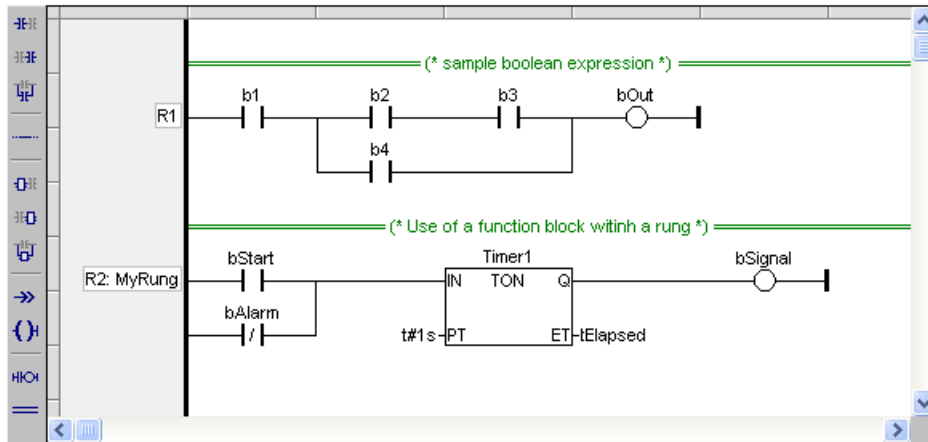 (* sample boolean expression *)
b1 b2 b3 bOut
R1
b4
(* Use of a function block witinh a rung *)
bStart Timer1 bSignal
R2: MyRung IN TON Q
bAlarm
t#1s PT ET tElapsed